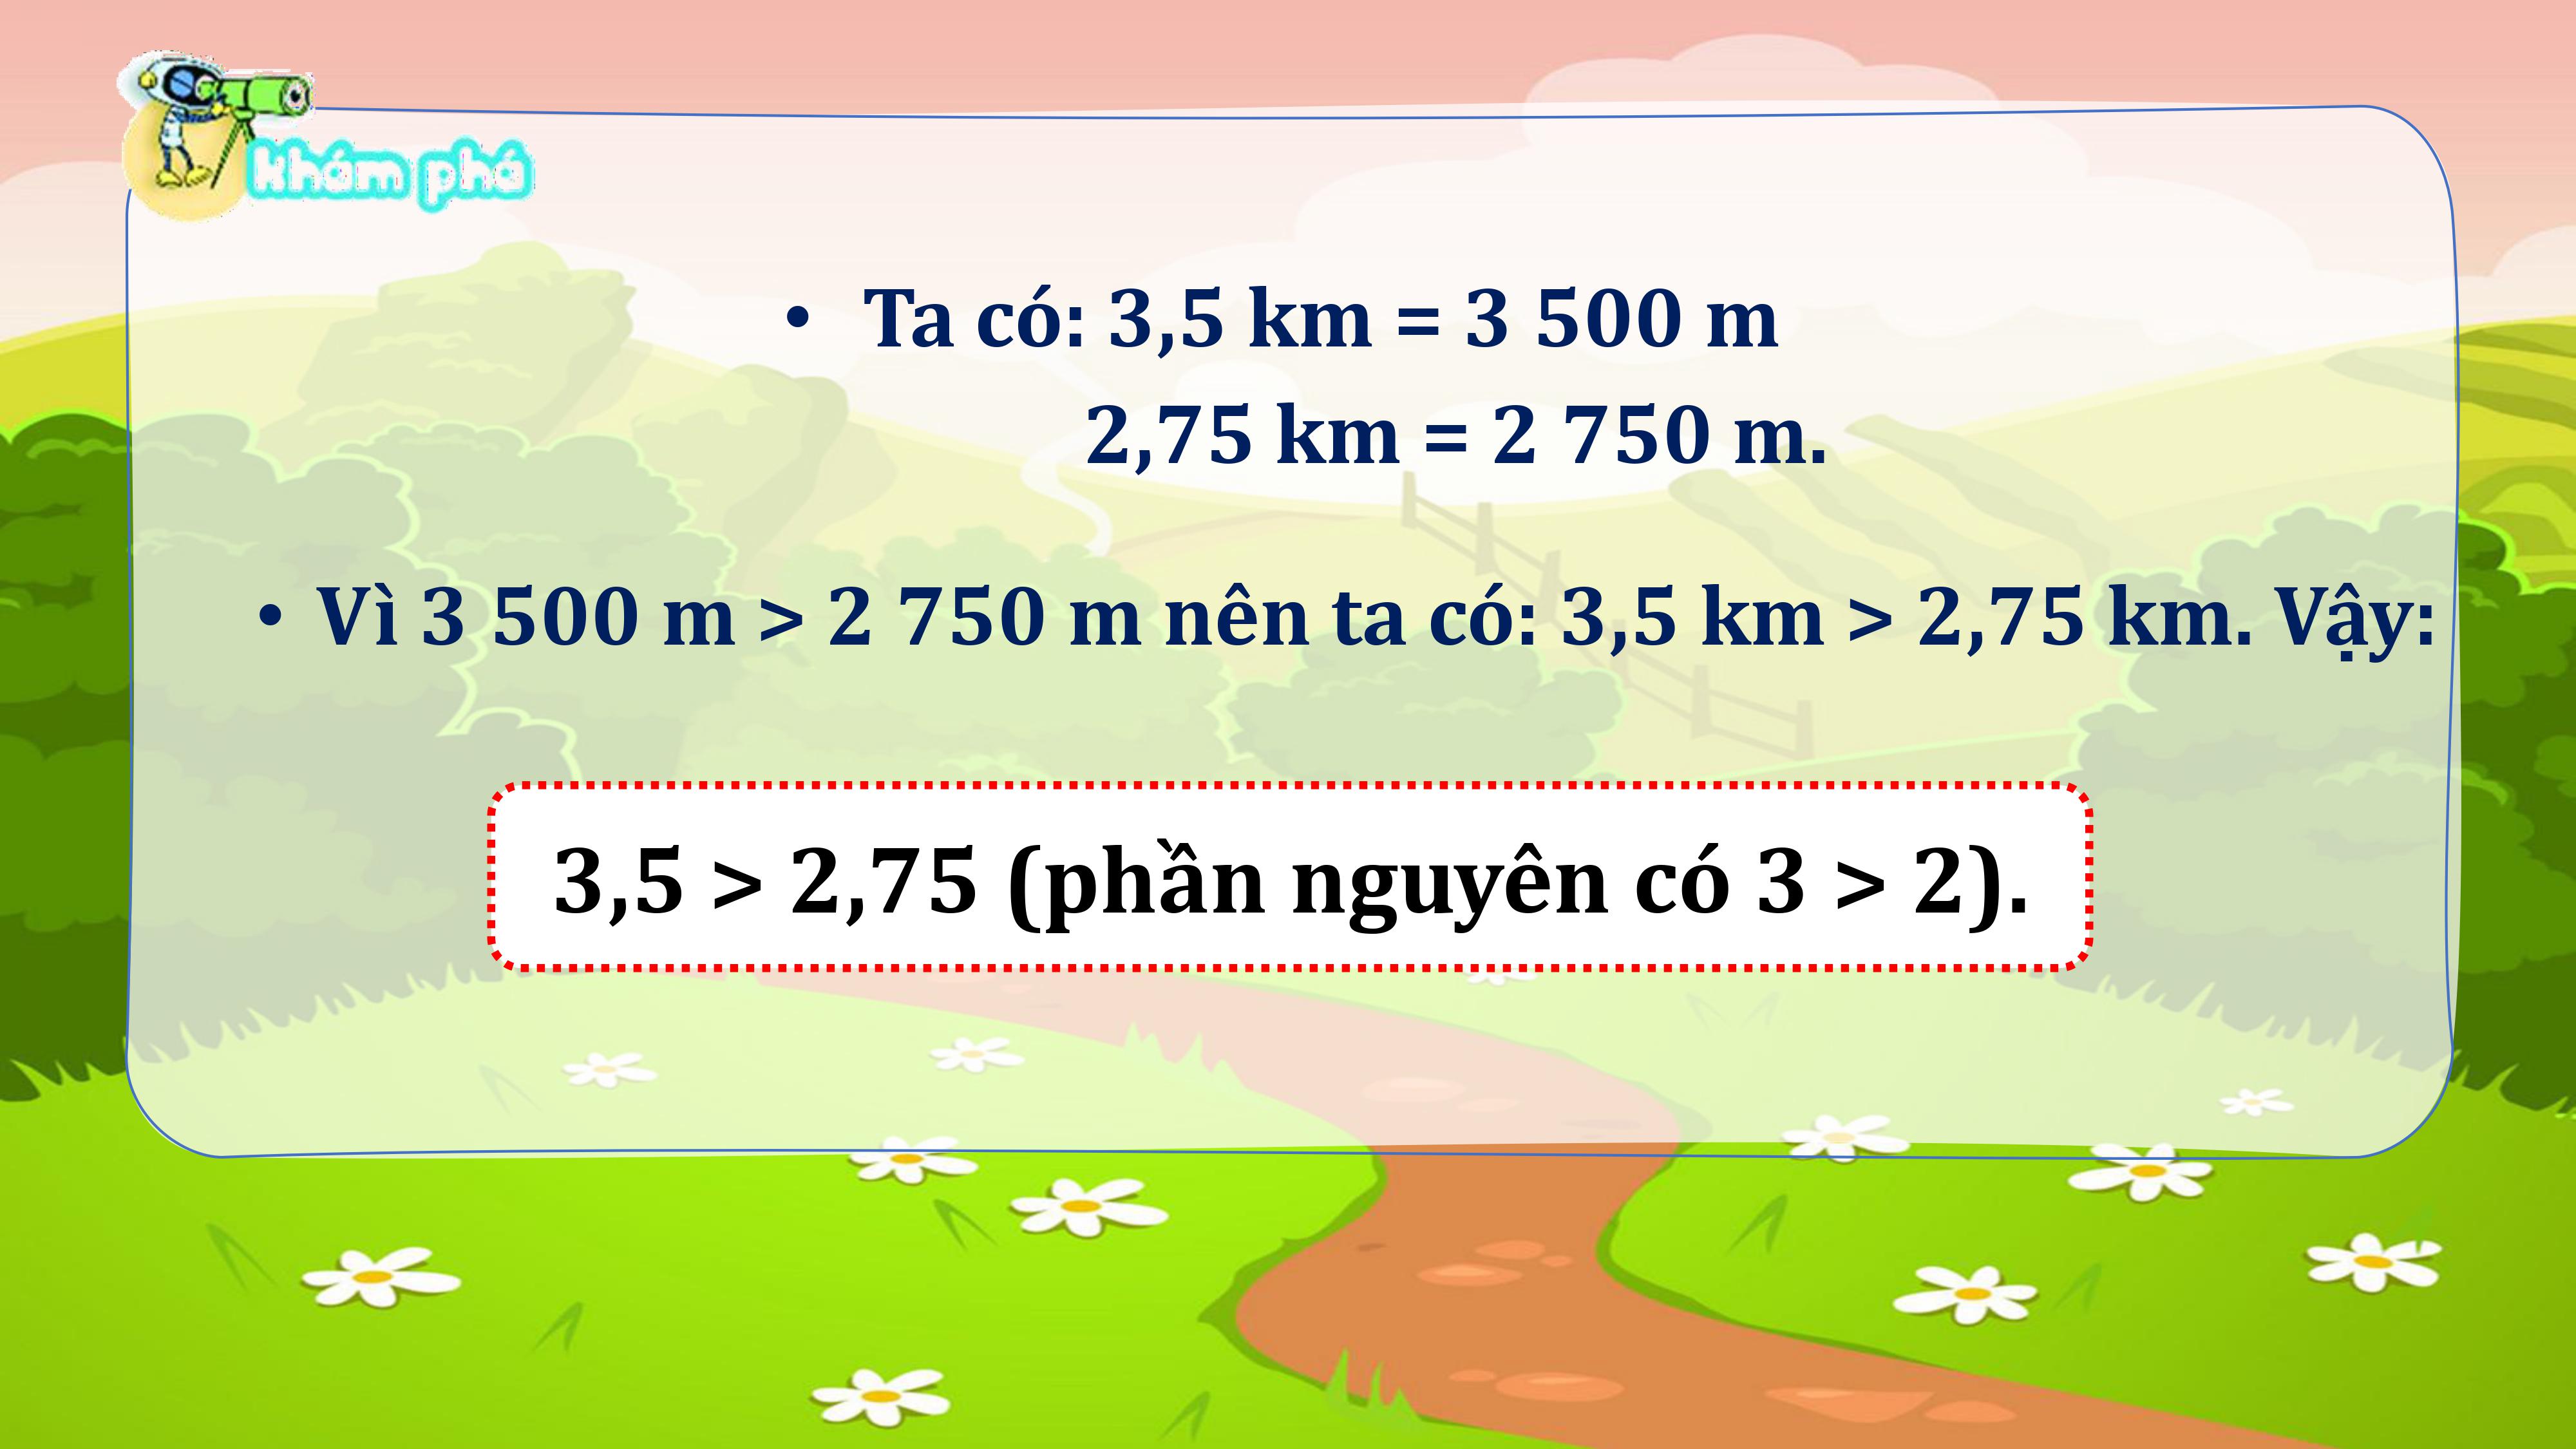 khám phá
• Ta có: 3,5 km = 3 500 m
2,75 km = 2 750 m.
• Vì 3 500 m > 2 750 m nên ta có: 3,5 km > 2,75 km. Vậy:
3,5 > 2,75 (phần nguyên có 3 > 2).